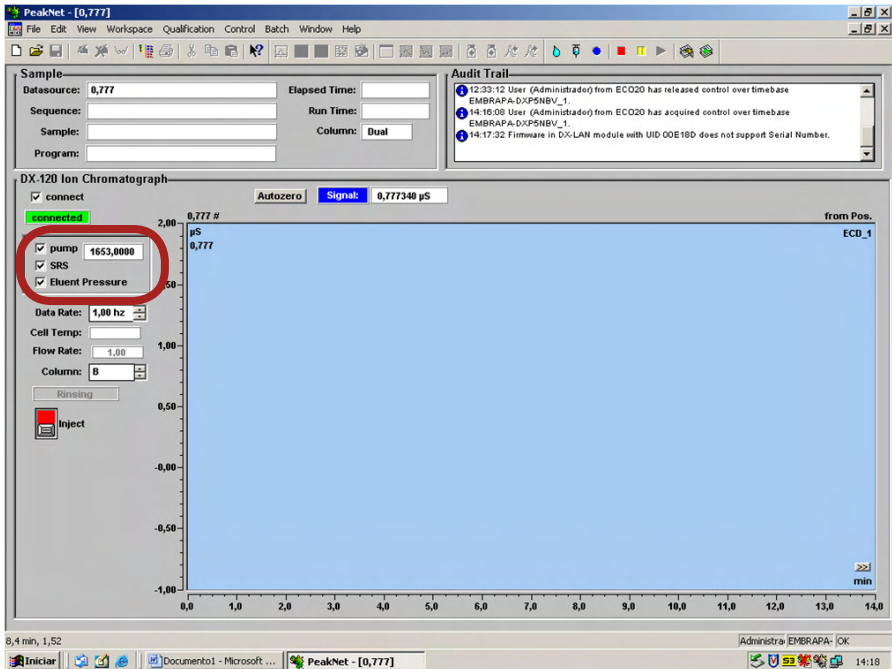 PeakNet - [0,777]
File Edit View Workspace Qualification Control Batch Window Help
Sample
Datasource: 0,777
Elapsed Time:
Sequence:
Run Time:
Sample:
Column: Dual
Program:
Audit Trail
12:33:12 User (Administrador) from ECO20 has released control over timebase
EMBRAPA-DXP5NBV_1.
14:16:08 User (Administrador) from ECO20 has acquired control over timebase
EMBRAPA-DXP5NBV_1.
14:17:32 Firmware in DX-LAN module with UID 00E18D does not support Serial Number.
DX-120 Ion Chromatograph
connect
Autozero Signal: 0,777340 µS
connected
pump 1653,0000
SRS
Eluent Pressure
Data Rate: 1,00 hz
Cell Temp:
Flow Rate: 1,00
Column: B
Rinsing
Inject
0,777 #
from Pos.
µS
ECD_1
0,777
2,00
50
1,00
0,50
-0,00
-0,50
-1,00
>>
min
0,0 1,0 2,0 3,0 4,0 5,0 6,0 7,0 8,0 9,0 10,0 11,0 12,0 13,0 14,0
8,4 min, 1,52
Administra EMBRAPA- OK
Iniciar
Documento1 - Microsoft ...
PeakNet - [0,777]
S3
14:18